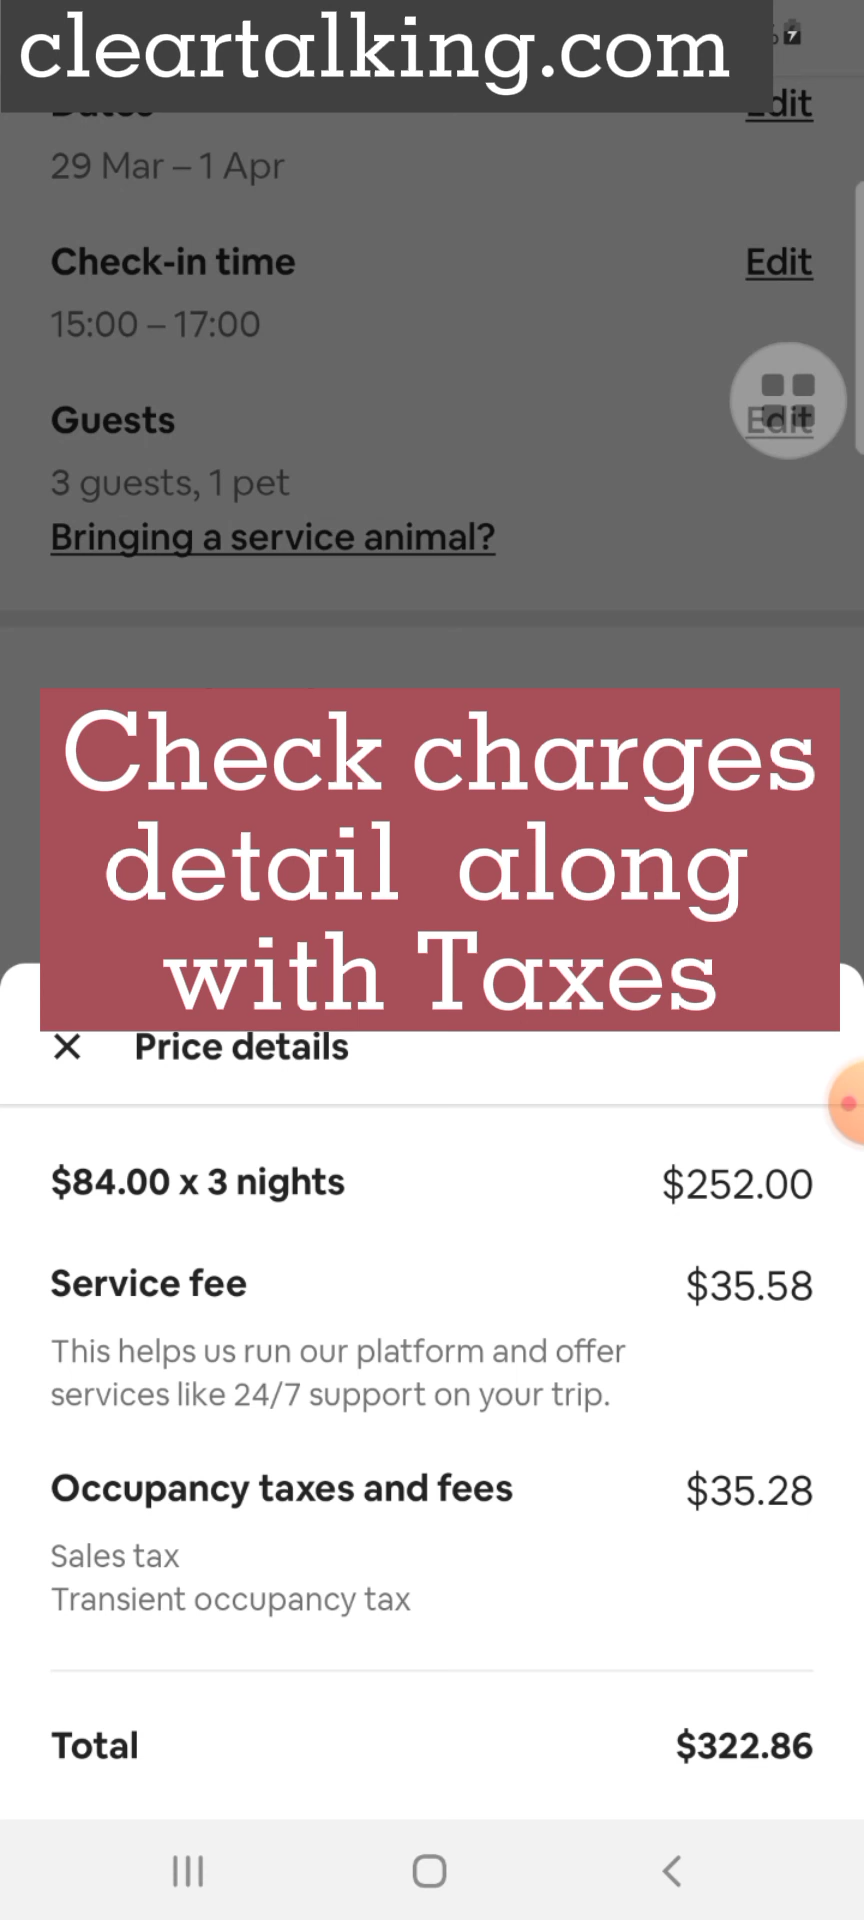 cleartalking.com
Edit
29 Mar – 1 Apr
Check-in time Edit
15:00 – 17:00
Guests Edit
3 guests, 1 pet
Bringing a service animal?
Check charges
detail along
with Taxes
Price details
$84.00 x 3 nights $252.00
Service fee $35.58
This helps us run our platform and offer
services like 24/7 support on your trip.
Occupancy taxes and fees $35.28
Sales tax
Transient occupancy tax
Total $322.86